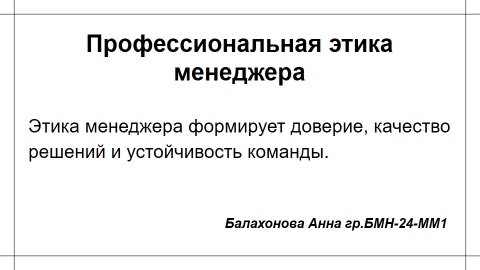 Профессиональная этика
менеджера
Этика менеджера формирует доверие, качество
решений и устойчивость команды.
Балахонова Анна гр.БМН-24-ММ1